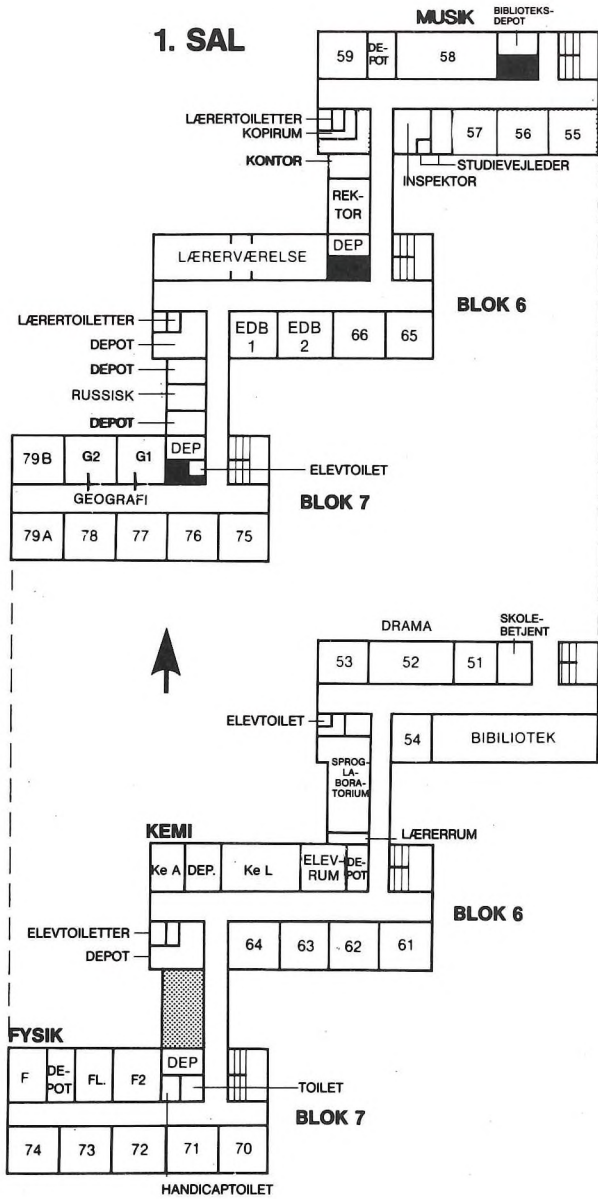 1. SAL
MUSIK
BIBLIOTEKS-
DEPOT
59
DE-
POT
58
LÆRERTOILETTER
KOPIRUM
57
56
55
KONTOR
STUDIEVEJLEDER
INSPEKTOR
REK-
TOR
LÆRERVÆRELSE
DEP
BLOK 6
LÆRERTOILETTER
EDB
1
EDB
2
66
65
DEPOT
DEPOT
RUSSISK
DEPOT
79B
G2
G1
DEP
ELEVTOILET
GEOGRAFI
BLOK 7
79A
78
77
76
75
DRAMA
SKOLE-
BETJENT
53
52
51
ELEVTOILET
54
BIBILIOTEK
SPROG-
LA-
BORA-
TORIUM
LÆRERRUM
KEMI
Ke A
DEP.
Ke L
ELEV-
RUM
DE-
POT
BLOK 6
ELEVTOILETTER
DEPOT
64
63
62
61
FYSIK
F
DE-
POT
FL.
F2
DEP
TOILET
BLOK 7
74
73
72
71
70
HANDICAPTOILET